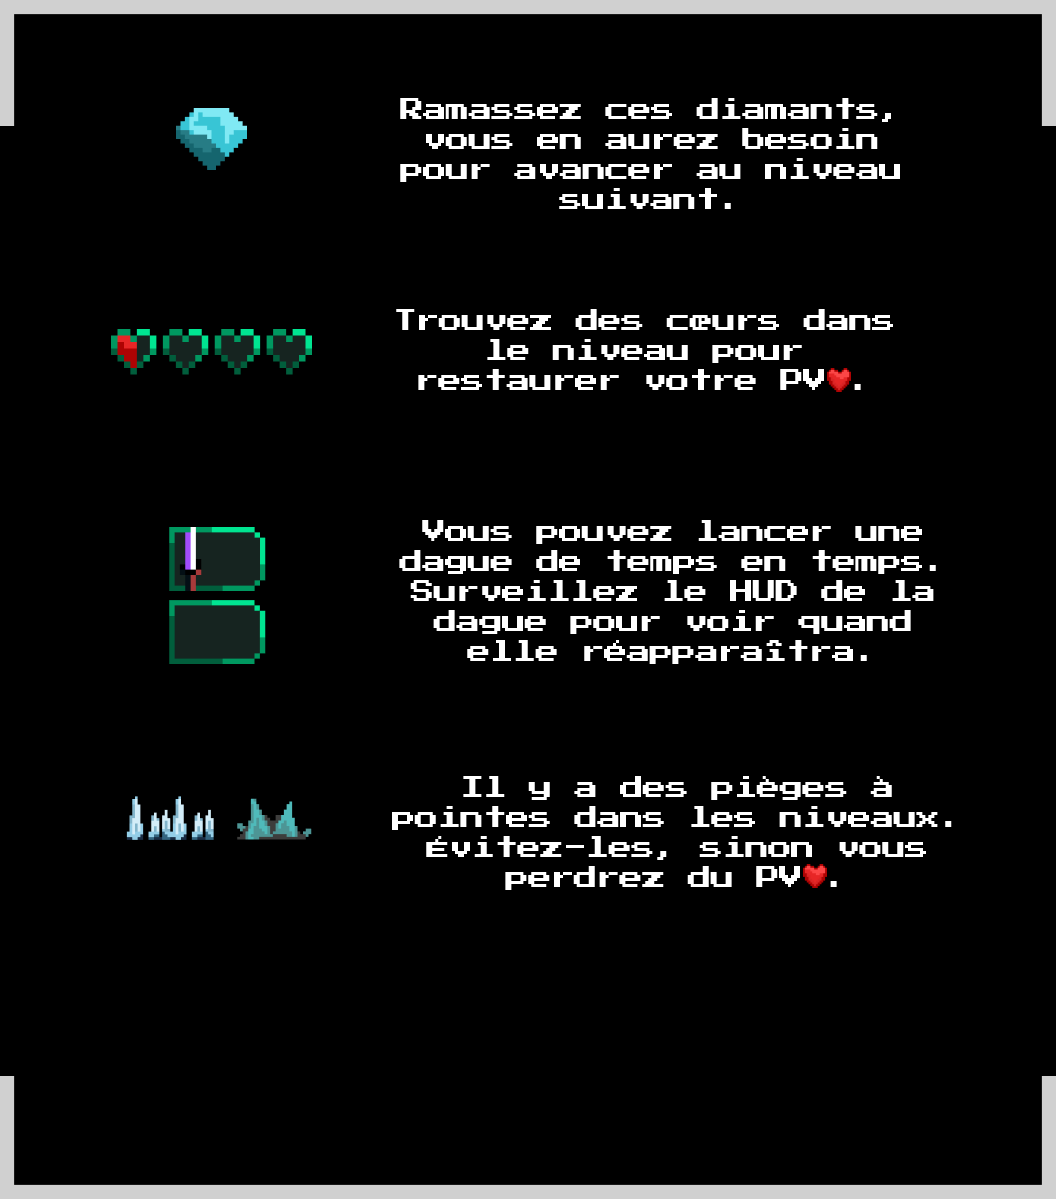 Ramassez ces diamants,
vous en aurez besoin
pour avancer au niveau
suivant.
Trouvez des cœurs dans
le niveau pour
restaurer votre PV❤️.
Vous pouvez lancer une
dague de temps en temps.
Surveillez le HUD de la
dague pour voir quand
elle réapparaîtra.
Il y a des pièges à
pointes dans les niveaux.
Évitez-les, sinon vous
perdrez du PV❤️.